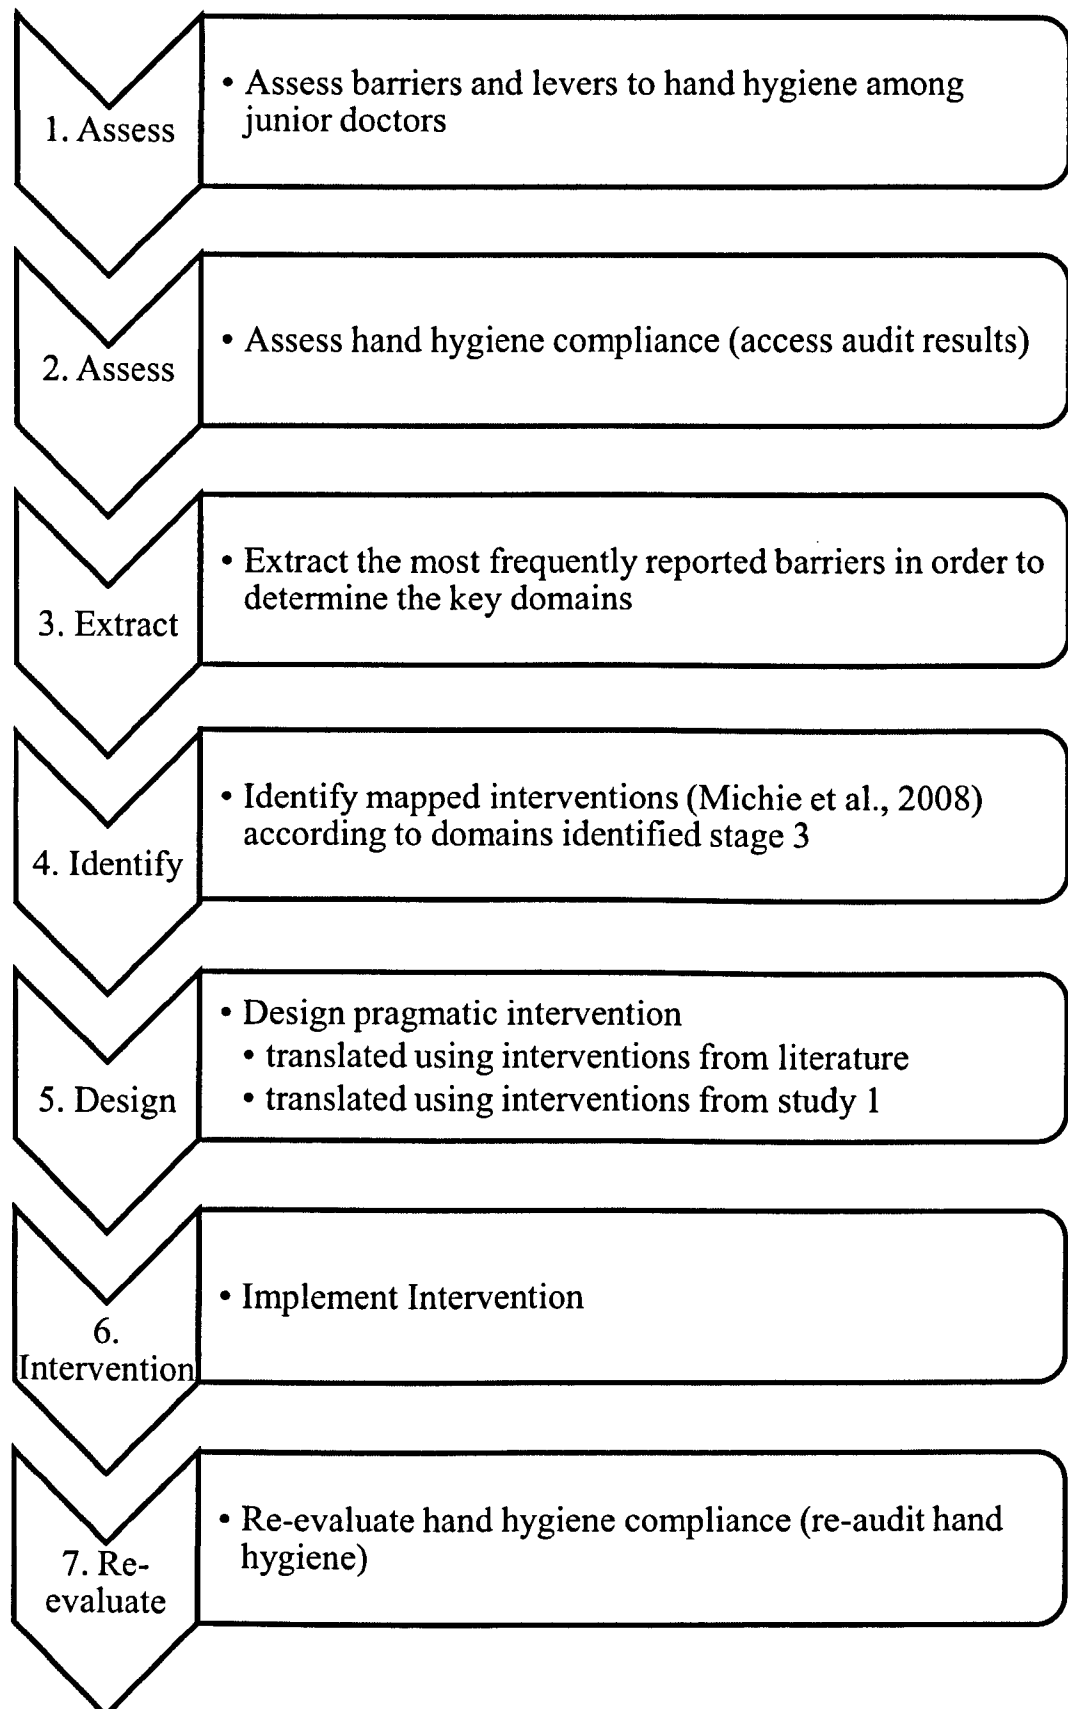 1. Assess
• Assess barriers and levers to hand hygiene among
junior doctors
2. Assess
• Assess hand hygiene compliance (access audit results)
3. Extract
• Extract the most frequently reported barriers in order to
determine the key domains
4. Identify
• Identify mapped interventions (Michie et al., 2008)
according to domains identified stage 3
5. Design
• Design pragmatic intervention
• translated using interventions from literature
• translated using interventions from study 1
6.
Intervention
• Implement Intervention
7. Re-
evaluate
• Re-evaluate hand hygiene compliance (re-audit hand
hygiene)